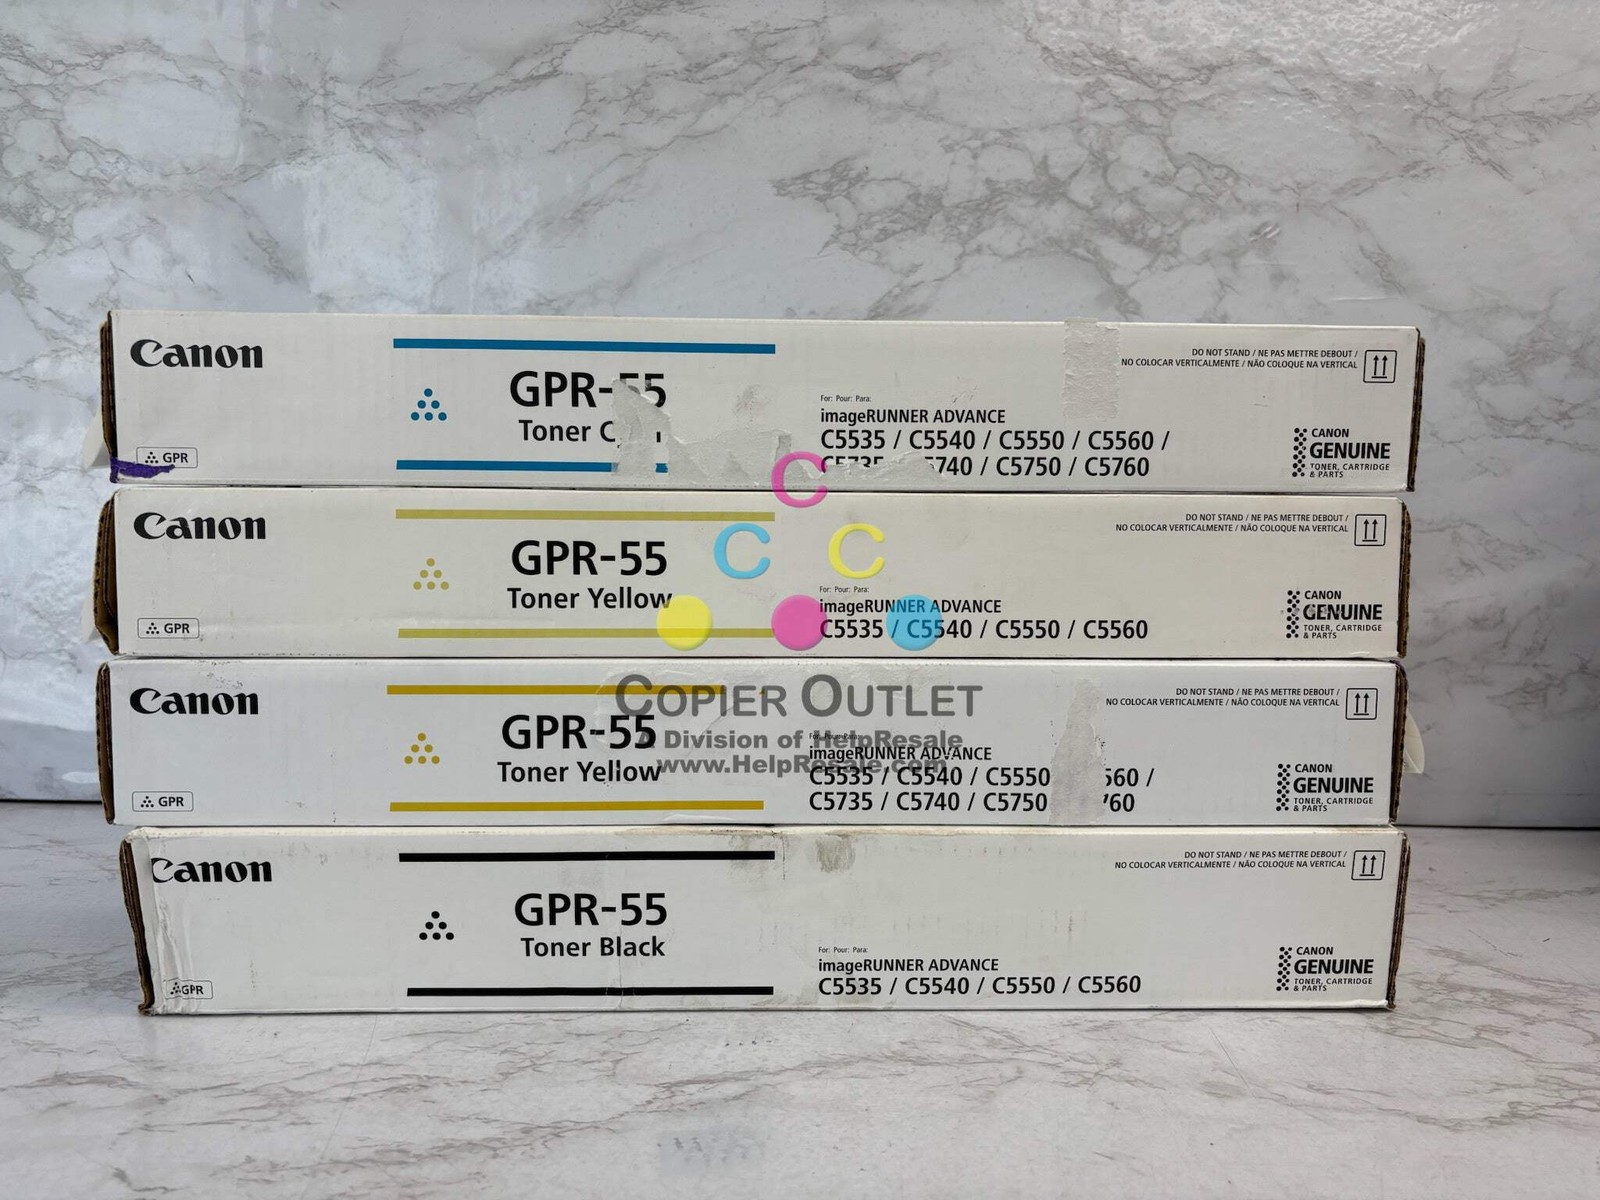 Canon
GPR-55
Toner
GPR
For: Pour: Para:
imageRUNNER ADVANCE
C5535 / C5540 / C5550 / C5560 /
C5750 / C5760
DO NOT STAND / NE PAS METTRE DEBOUT /
NO COLOCAR VERTICALMENTE / NÃO COLOQUE NA VERTICAL
CANON
GENUINE
TONER, CARTRIDGE
& PARTS
Canon
GPR-55
Toner Yellow
GPR
For: Pour: Para:
imageRUNNER ADVANCE
C5535 / C5540 / C5550 / C5560
DO NOT STAND / NE PAS METTRE DEBOUT /
NO COLOCAR VERTICALMENTE / NÃO COLOQUE NA VERTICAL
CANON
GENUINE
TONER, CARTRIDGE
& PARTS
C
C C
COPIER OUTLET
A Division of HelpResale
www.HelpResale.com
Canon
GPR-55
Toner Yellow
GPR
For: Pour: Para:
imageRUNNER ADVANCE
C5535 / C5540 / C5550
C5735 / C5740 / C5750
DO NOT STAND / NE PAS METTRE DEBOUT /
NO COLOCAR VERTICALMENTE / NÃO COLOQUE NA VERTICAL
CANON
GENUINE
TONER, CARTRIDGE
& PARTS
Canon
GPR-55
Toner Black
GPR
For: Pour: Para:
imageRUNNER ADVANCE
C5535 / C5540 / C5550 / C5560
DO NOT STAND / NE PAS METTRE DEBOUT /
NO COLOCAR VERTICALMENTE / NÃO COLOQUE NA VERTICAL
CANON
GENUINE
TONER, CARTRIDGE
& PARTS